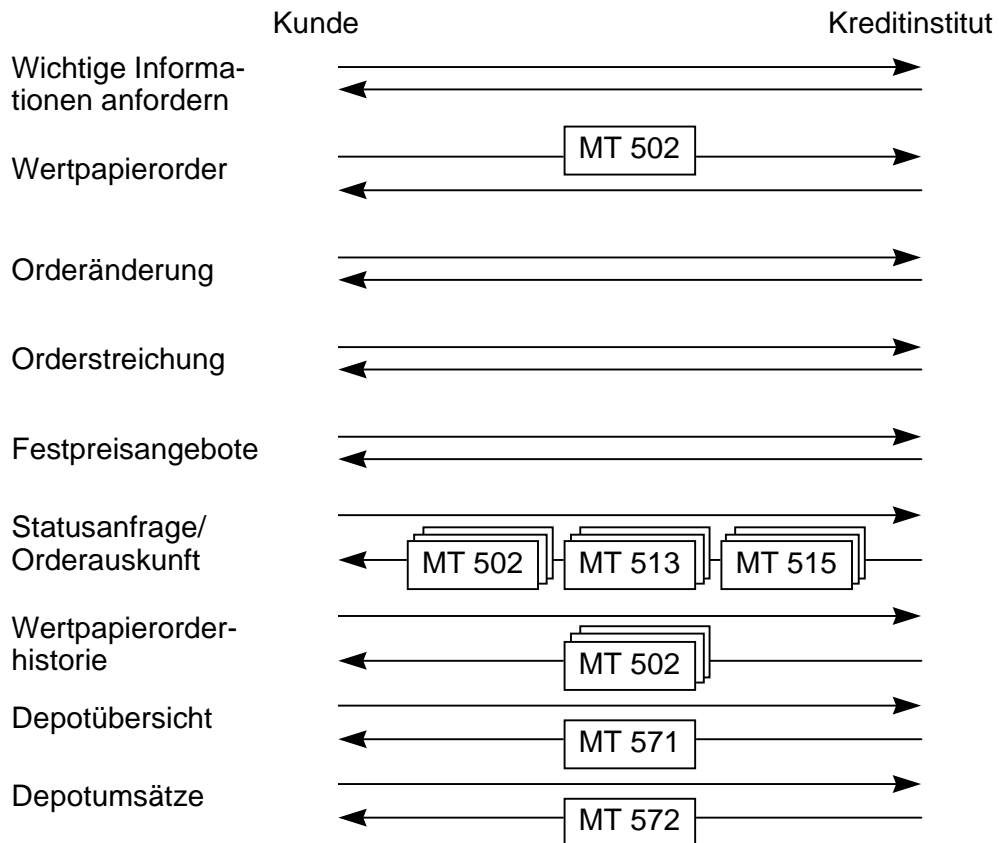 Kunde
Kreditinstitut
Wichtige Informa-
tionen anfordern
Wertpapierorder
MT 502
Orderänderung
Orderstreichung
Festpreisangebote
Statusanfrage/
Orderauskunft
MT 502
MT 513
MT 515
Wertpapierorder-
historie
MT 502
Depotübersicht
MT 571
Depotumsätze
MT 572